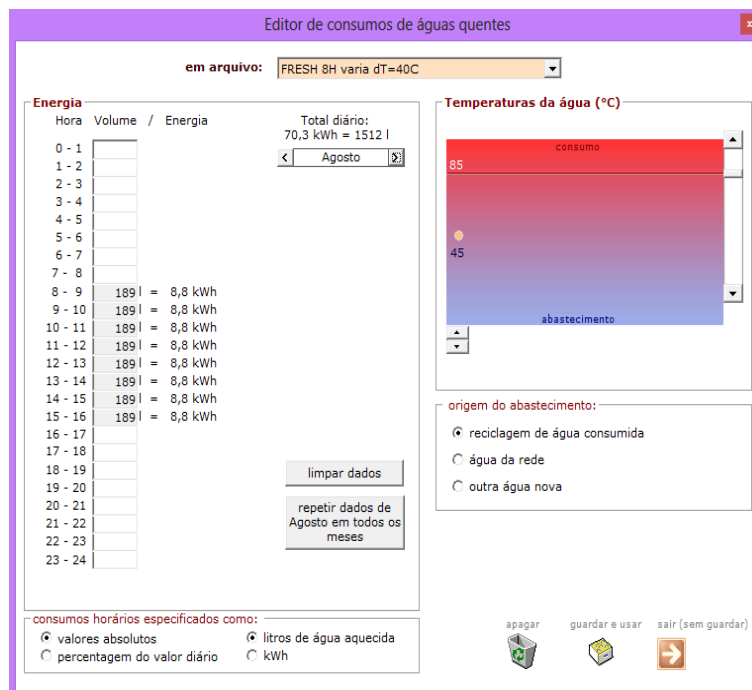 Editor de consumos de águas quentes
x
em arquivo: FRESH 8H varia dT=40C
Energia
Hora Volume / Energia
Total diário:
70,3 kWh = 1512 l
< Agosto >
0 - 1
1 - 2
2 - 3
3 - 4
4 - 5
5 - 6
6 - 7
7 - 8
8 - 9 189 l = 8,8 kWh
9 - 10 189 l = 8,8 kWh
10 - 11 189 l = 8,8 kWh
11 - 12 189 l = 8,8 kWh
12 - 13 189 l = 8,8 kWh
13 - 14 189 l = 8,8 kWh
14 - 15 189 l = 8,8 kWh
15 - 16 189 l = 8,8 kWh
16 - 17
17 - 18
18 - 19
19 - 20
20 - 21
21 - 22
22 - 23
23 - 24
limpar dados
repetir dados de
Agosto em todos os
meses
consumos horários especificados como:
valores absolutos
percentagem do valor diário
litros de água aquecida
kWh
Temperaturas da água (°C)
consumo
85
45
abastecimento
origem do abastecimento:
reciclagem de água consumida
água da rede
outra água nova
apagar
guardar e usar
sair (sem guardar)